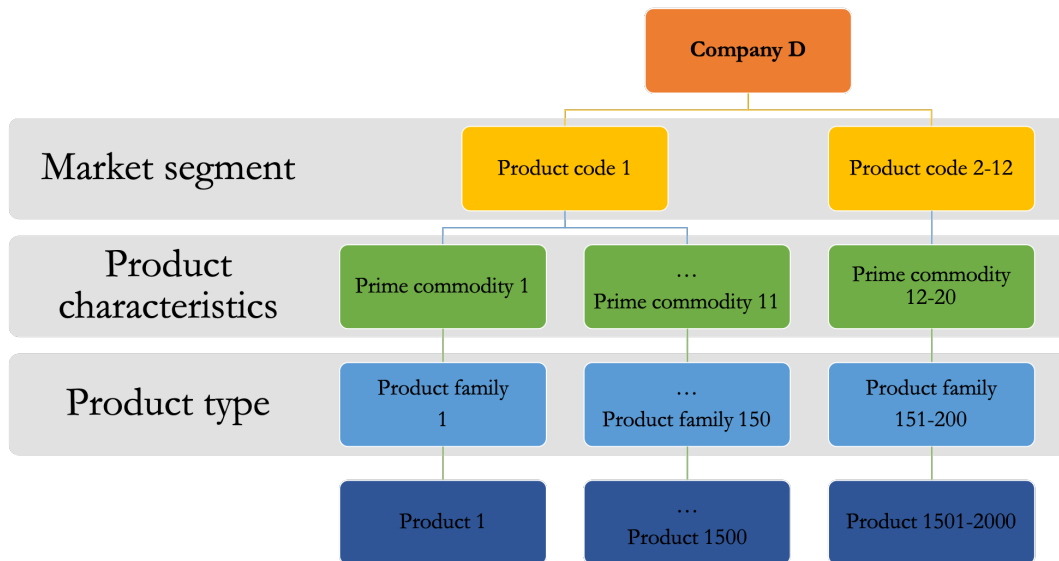 Company D
Market segment
Product code 1
Product code 2-12
Product
characteristics
Prime commodity 1
…
Prime commodity 11
Prime commodity
12-20
Product type
Product family
1
…
Product family 150
Product family
151-200
Product 1
…
Product 1500
Product 1501-2000